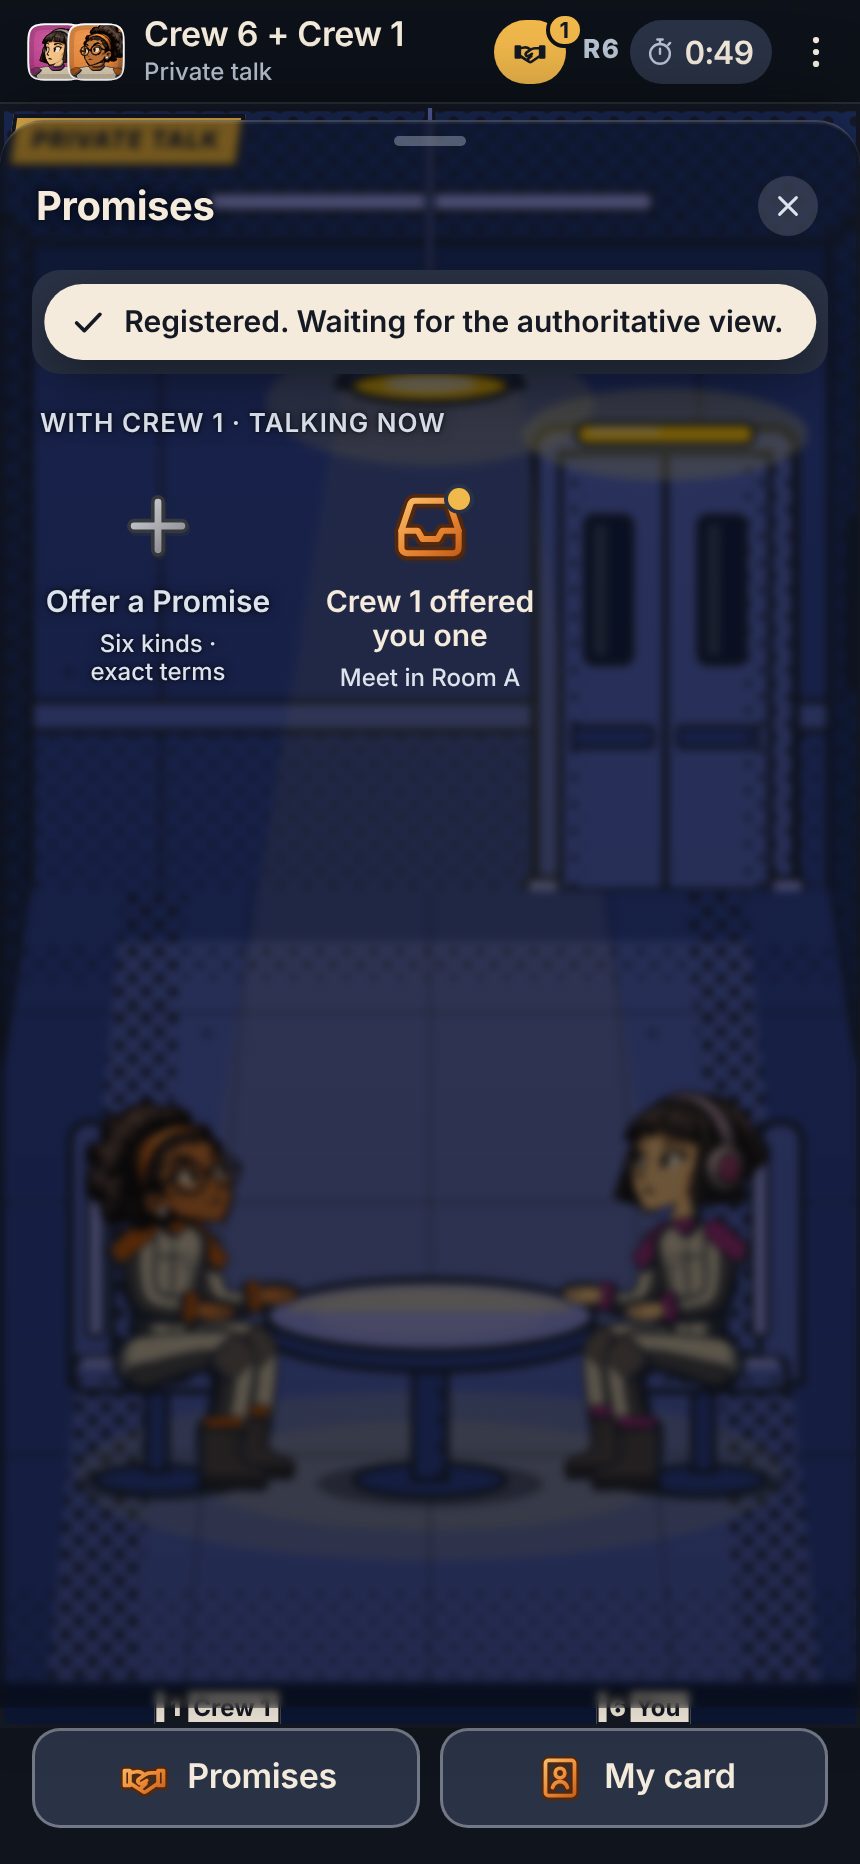 Crew 6 + Crew 1
Private talk
1
R6
0:49
PRIVATE TALK
Promises
Registered. Waiting for the authoritative view.
WITH CREW 1 · TALKING NOW
Offer a Promise
Six kinds ·
exact terms
Crew 1 offered
you one
Meet in Room A
1 Crew 1
6 You
Promises
My card